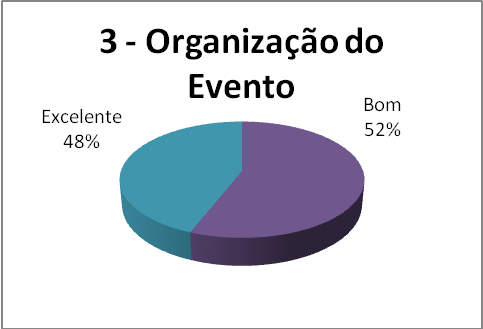 3 - Organização do
Evento
Excelente
48%
Bom
52%